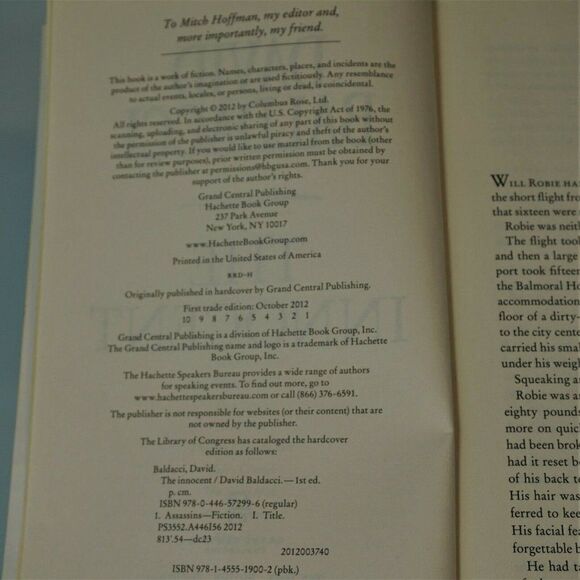 To Mitch Hoffman, my editor and,
more importantly, my friend.
This book is a work of fiction. Names, characters, places, and incidents are the
product of the author's imagination or are used fictitiously. Any resemblance
to actual events, locales, or persons, living or dead, is coincidental.
Copyright © 2012 by Columbus Rose, Ltd.
All rights reserved. In accordance with the U.S. Copyright Act of 1976, the
scanning, uploading, and electronic sharing of any part of this book without
the permission of the publisher is unlawful piracy and theft of the author's
intellectual property. If you would like to use material from the book (other
than for review purposes), prior written permission must be obtained by
contacting the publisher at permissions@hbgusa.com. Thank you for your
support of the author's rights.
Grand Central Publishing
Hachette Book Group
237 Park Avenue
New York, NY 10017
www.HachetteBookGroup.com
Printed in the United States of America
RRD-H
Originally published in hardcover by Grand Central Publishing.
First trade edition: October 2012
10 9 8 7 6 5 4 3 2 1
Grand Central Publishing is a division of Hachette Book Group, Inc.
The Grand Central Publishing name and logo is a trademark of Hachette
Book Group, Inc.
The Hachette Speakers Bureau provides a wide range of authors
for speaking events. To find out more, go to
www.hachettespeakersbureau.com or call (866) 376-6591.
The publisher is not responsible for websites (or their content) that are
not owned by the publisher.
The Library of Congress has cataloged the hardcover
edition as follows:
Baldacci, David.
The innocent / David Baldacci.—1st ed.
p. cm.
ISBN 978-0-446-57299-6 (regular)
1. Assassins—Fiction. I. Title.
PS3552.A446I56 2012
813'.54—dc23
2012003740
ISBN 978-1-4555-1900-2 (pbk.)
WILL ROBIE HA
the short flight fro
that sixteen were
Robie was neith
The flight took
and then a large
port took fifteen
the Balmoral Ho
accommodation
floor of a dirty-
to the city cente
carried his smal
under his weigh
Squeaking a
Robie was a
eighty pounds
more on quic
had been brok
had it reset b
of his back t
His hair was
ferred to kee
His facial fea
forgettable b
He had ta